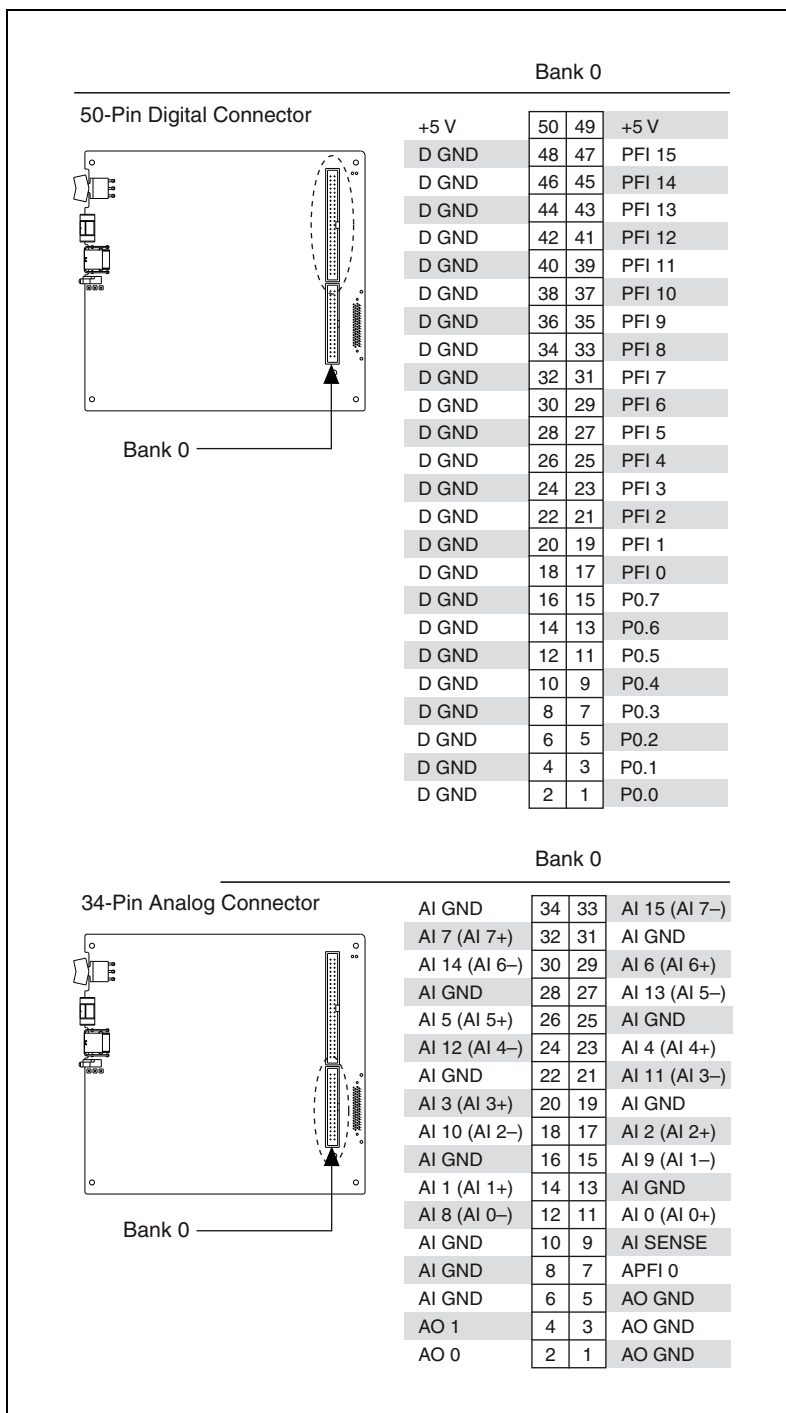 Bank 0
50-Pin Digital Connector
Bank 0
+5 V 50 49 +5 V
D GND 48 47 PFI 15
D GND 46 45 PFI 14
D GND 44 43 PFI 13
D GND 42 41 PFI 12
D GND 40 39 PFI 11
D GND 38 37 PFI 10
D GND 36 35 PFI 9
D GND 34 33 PFI 8
D GND 32 31 PFI 7
D GND 30 29 PFI 6
D GND 28 27 PFI 5
D GND 26 25 PFI 4
D GND 24 23 PFI 3
D GND 22 21 PFI 2
D GND 20 19 PFI 1
D GND 18 17 PFI 0
D GND 16 15 P0.7
D GND 14 13 P0.6
D GND 12 11 P0.5
D GND 10 9 P0.4
D GND 8 7 P0.3
D GND 6 5 P0.2
D GND 4 3 P0.1
D GND 2 1 P0.0
Bank 0
34-Pin Analog Connector
Bank 0
AI GND 34 33 AI 15 (AI 7–)
AI 7 (AI 7+) 32 31 AI GND
AI 14 (AI 6–) 30 29 AI 6 (AI 6+)
AI GND 28 27 AI 13 (AI 5–)
AI 5 (AI 5+) 26 25 AI GND
AI 12 (AI 4–) 24 23 AI 4 (AI 4+)
AI GND 22 21 AI 11 (AI 3–)
AI 3 (AI 3+) 20 19 AI GND
AI 10 (AI 2–) 18 17 AI 2 (AI 2+)
AI GND 16 15 AI 9 (AI 1–)
AI 1 (AI 1+) 14 13 AI GND
AI 8 (AI 0–) 12 11 AI 0 (AI 0+)
AI GND 10 9 AI SENSE
AI GND 8 7 APFI 0
AI GND 6 5 AO GND
AO 1 4 3 AO GND
AO 0 2 1 AO GND